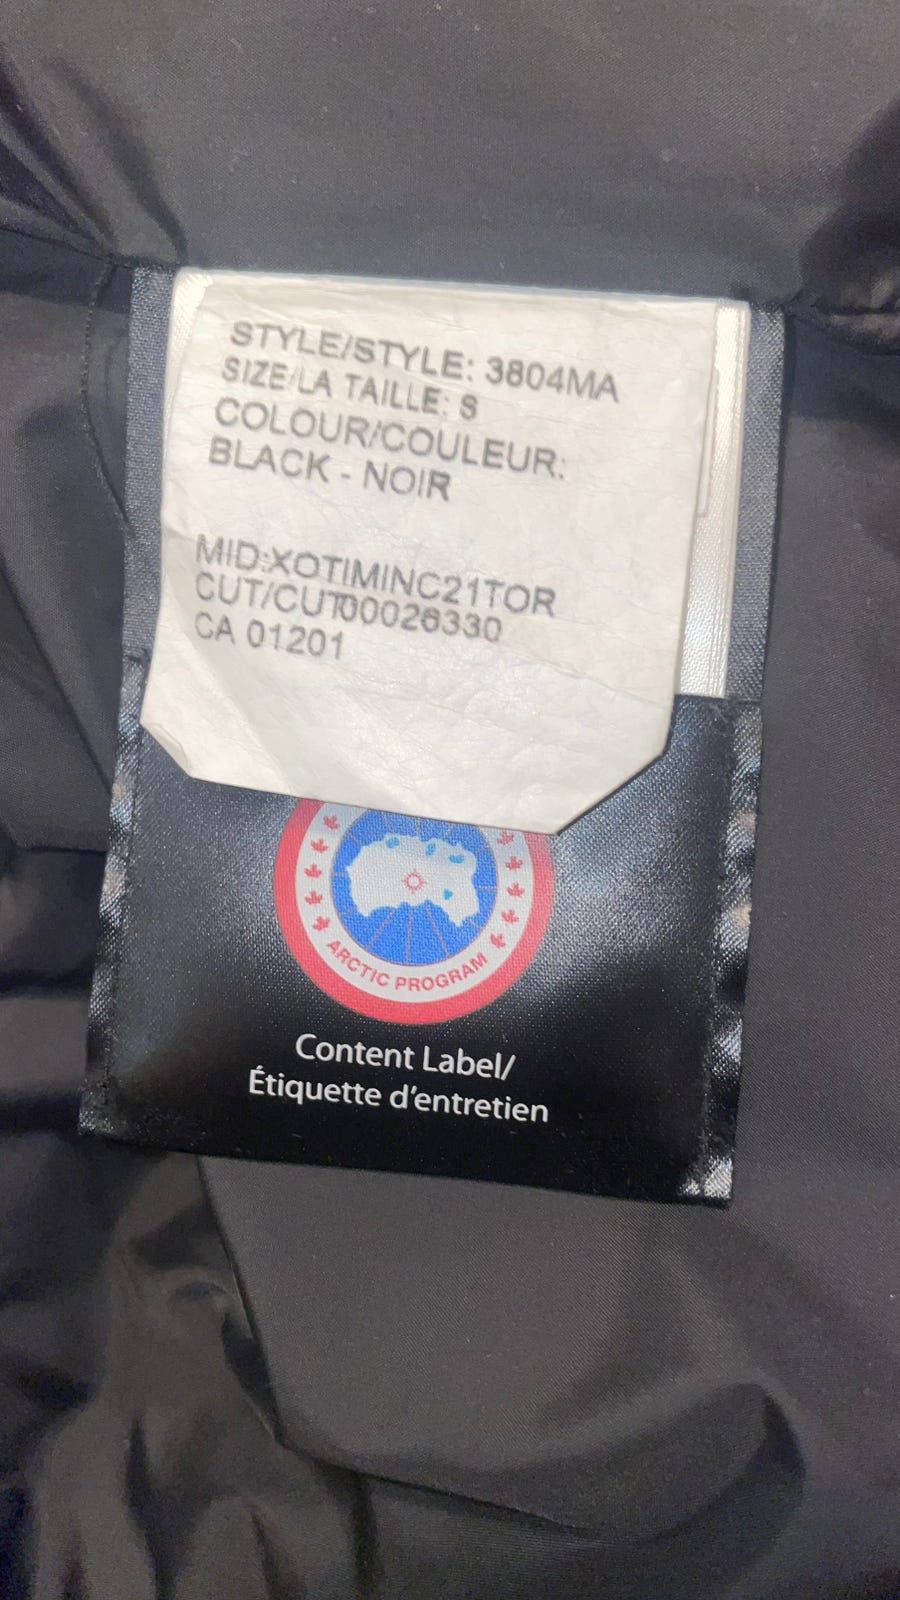 STYLE/STYLE: 3804MA
SIZE/LA TAILLE: S
COLOUR/COULEUR:
BLACK - NOIR
MID:XOTIMINC21TOR
CUT/CUT00026330
CA 01201
ARCTIC PROGRAM
Content Label/
Étiquette d'entretien